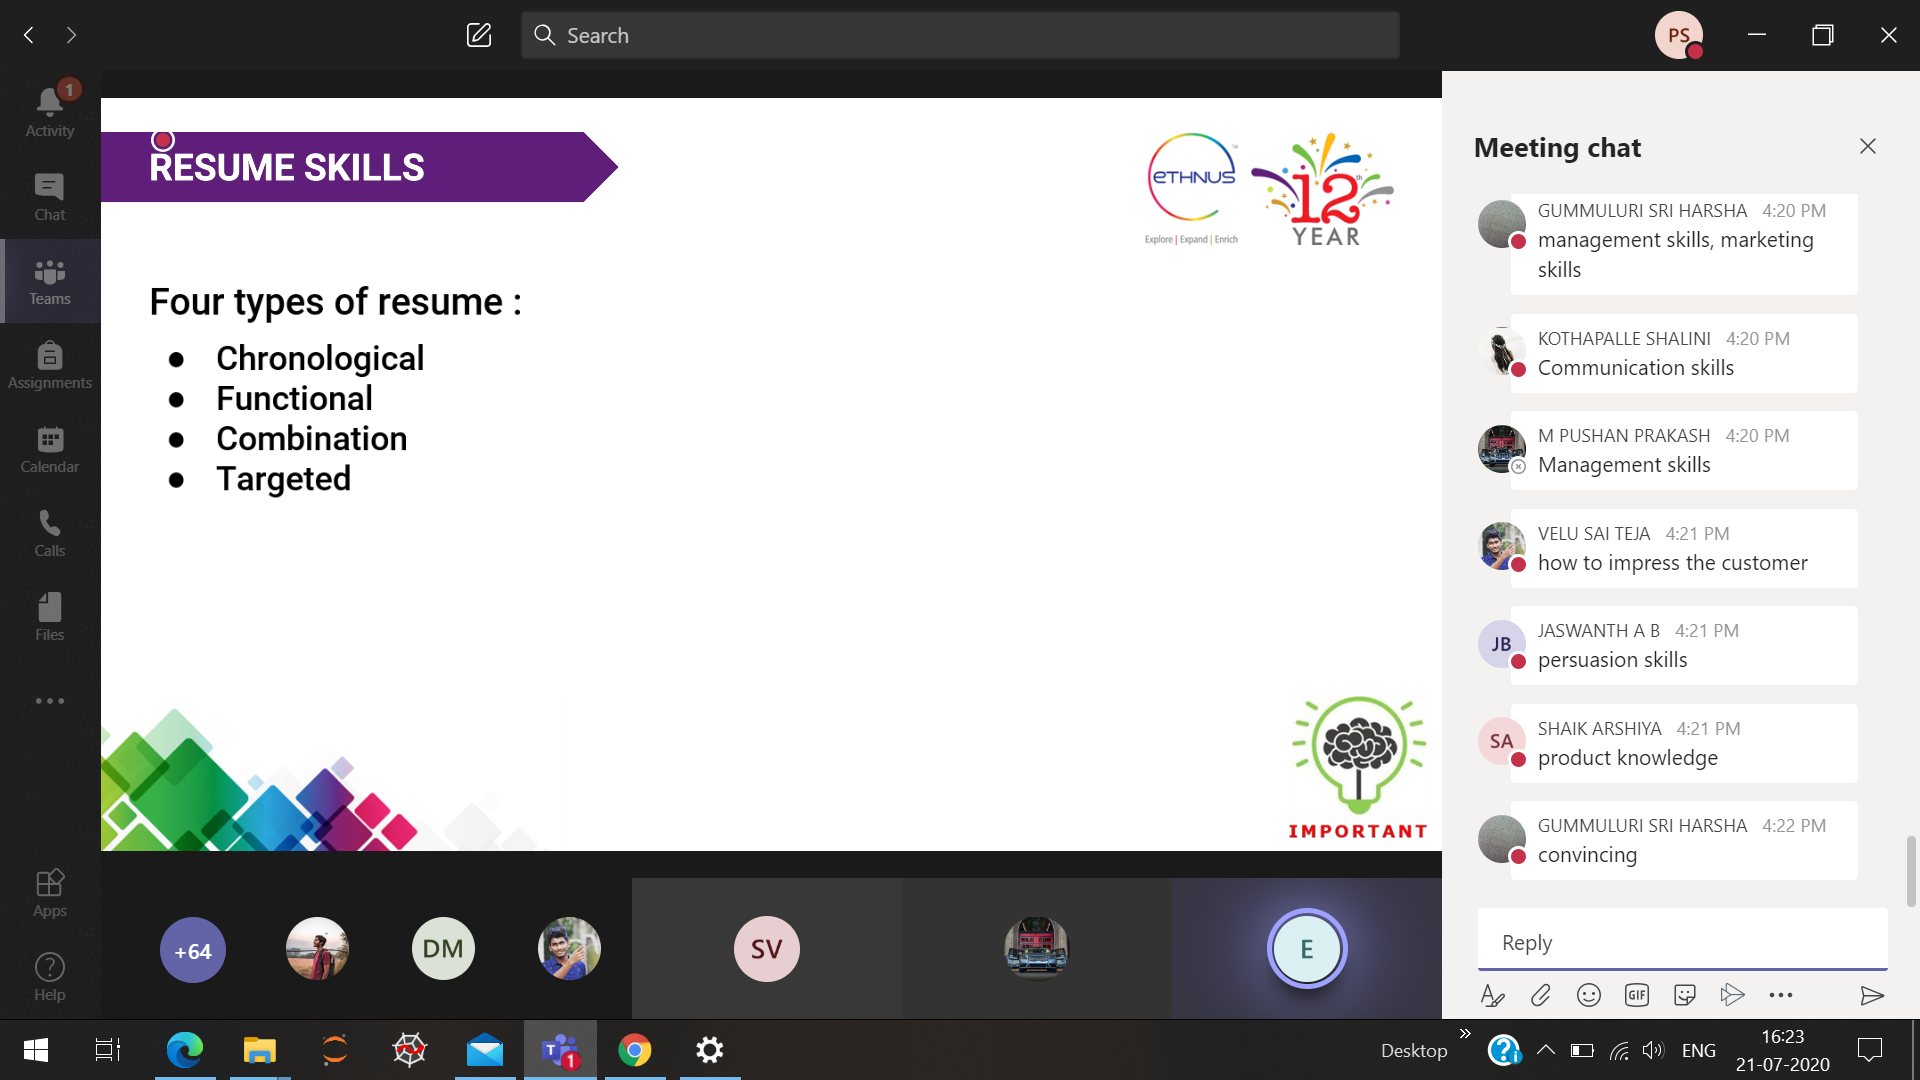 Search
PS
1
Activity
Chat
Teams
Assignments
Calendar
Calls
Files
Apps
Help
RESUME SKILLS
eTHNUS
TM
Explore | Expand | Enrich
12th
YEAR
Four types of resume :
● Chronological
● Functional
● Combination
● Targeted
IMPORTANT
+64
DM
SV
E
Meeting chat
GUMMULURI SRI HARSHA 4:20 PM
management skills, marketing
skills
KOTHAPALLE SHALINI 4:20 PM
Communication skills
M PUSHAN PRAKASH 4:20 PM
Management skills
VELU SAI TEJA 4:21 PM
how to impress the customer
JB
JASWANTH A B 4:21 PM
persuasion skills
SA
SHAIK ARSHIYA 4:21 PM
product knowledge
GUMMULURI SRI HARSHA 4:22 PM
convincing
Reply
GIF
T
1
Desktop
ENG
16:23
21-07-2020